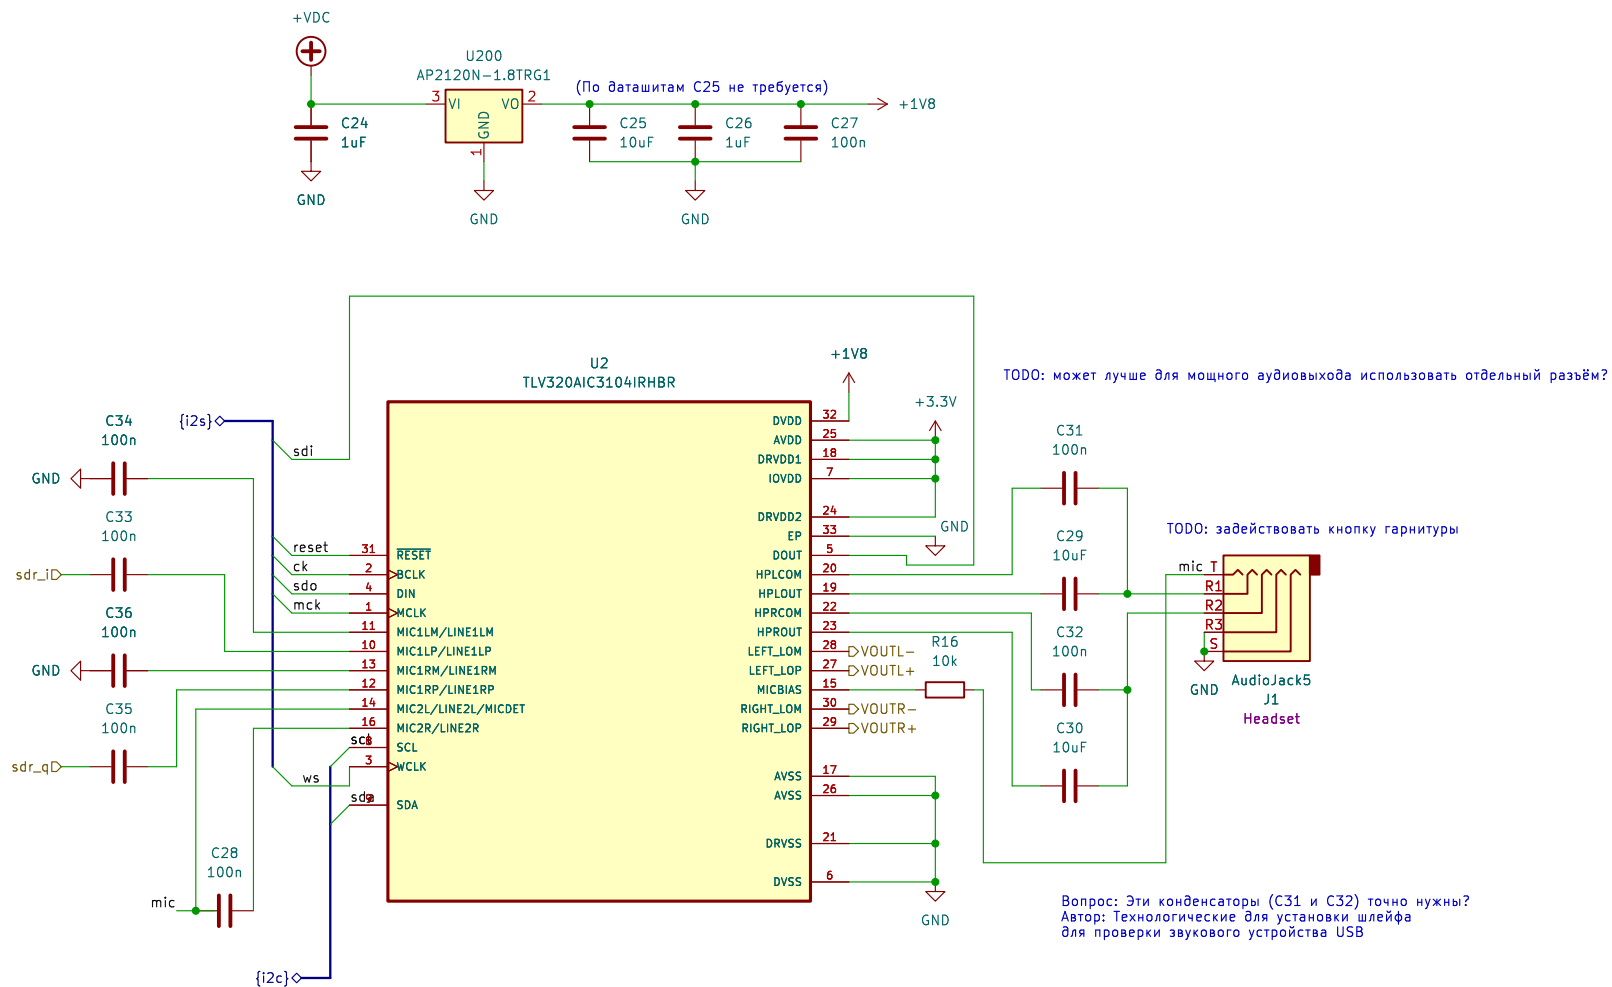 +VDC
U200
AP2120N-1.8TRG1
(По даташитам C25 не требуется)
3
VI
VO
2
+1V8
GND
1
C24
1uF
C25
10uF
C26
1uF
C27
100n
GND
GND
GND
+1V8
U2
TLV320AIC3104IRHBR
TODO: может лучше для мощного аудиовыхода использовать отдельный разъём?
+3.3V
{i2s}
C34
100n
sdi
GND
C33
100n
reset
ck
sdo
mck
sdr_i
C36
100n
GND
C35
100n
sdr_q
ws
scl
sda
C28
100n
mic
{i2c}
31
RESET
2
BCLK
4
DIN
1
MCLK
11
MIC1LM/LINE1LM
10
MIC1LP/LINE1LP
13
MIC1RM/LINE1RM
12
MIC1RP/LINE1RP
14
MIC2L/LINE2L/MICDET
16
MIC2R/LINE2R
8
SCL
3
WCLK
9
SDA
DVDD
32
AVDD
25
DRVDD1
18
IOVDD
7
DRVDD2
24
EP
33
DOUT
5
HPLCOM
20
HPLOUT
19
HPRCOM
22
HPROUT
23
LEFT_LOM
28
VOUTL-
LEFT_LOP
27
VOUTL+
MICBIAS
15
RIGHT_LOM
30
VOUTR-
RIGHT_LOP
29
VOUTR+
AVSS
17
AVSS
26
DRVSS
21
DVSS
6
GND
GND
R16
10k
C31
100n
C29
10uF
C32
100n
C30
10uF
TODO: задействовать кнопку гарнитуры
mic
T
R1
R2
R3
S
GND
AudioJack5
J1
Headset
Вопрос: Эти конденсаторы (C31 и C32) точно нужны?
Автор: Технологические для установки шлейфа
для проверки звукового устройства USB